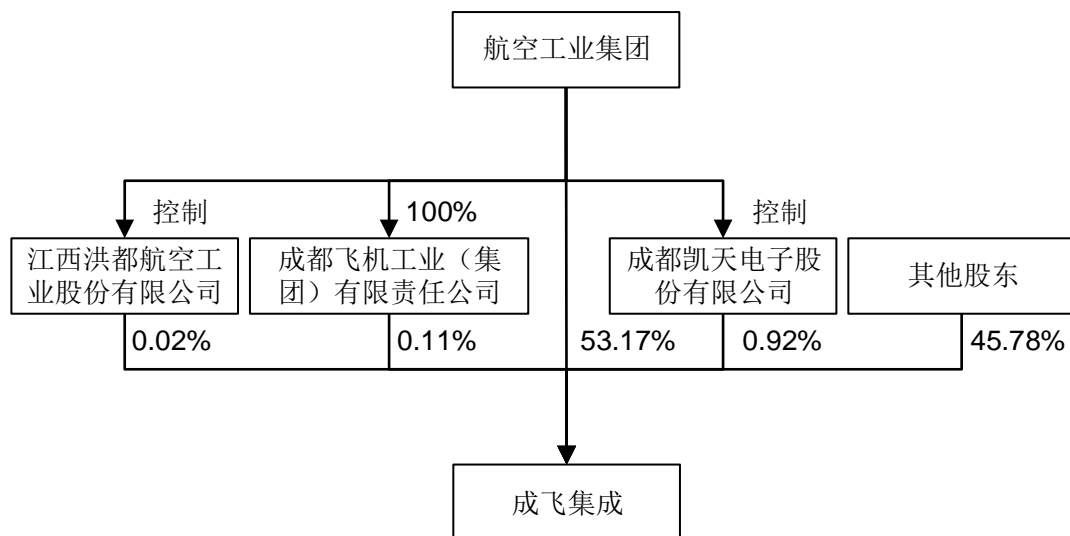 航空工业集团
控制
100%
控制
江西洪都航空工
业股份有限公司
成都飞机工业（集
团）有限责任公司
成都凯天电子股
份有限公司
其他股东
0.02%
0.11%
53.17%
0.92%
45.78%
成飞集成